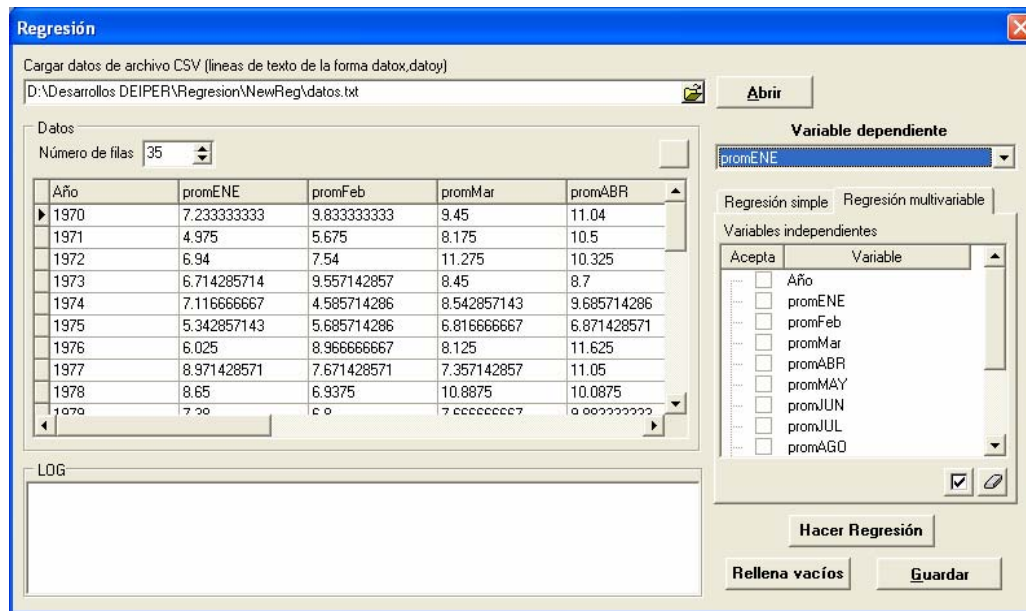 Regresión
Cargar datos de archivo CSV (lineas de texto de la forma datox,datoy)
D:\Desarrollos DEIPER\Regresion\NewReg\datos.txt
Abrir
Datos
Número de filas 35
Variable dependiente
promENE
Año promENE promFeb promMar promABR
1970 7.233333333 9.833333333 9.45 11.04
1971 4.975 5.675 8.175 10.5
1972 6.94 7.54 11.275 10.325
1973 6.714285714 9.557142857 8.45 8.7
1974 7.116666667 4.585714286 8.542857143 9.685714286
1975 5.342857143 5.685714286 6.816666667 6.871428571
1976 6.025 8.966666667 8.125 11.625
1977 8.971428571 7.671428571 7.357142857 11.05
1978 8.65 6.9375 10.8875 10.0875
1979 7.38 6.8 7.666666667
Regresión simple Regresión multivariable
Variables independientes
Acepta Variable
Año
promENE
promFeb
promMar
promABR
promMAY
promJUN
promJUL
promAGO
LOG
Hacer Regresión
Rellena vacíos Guardar